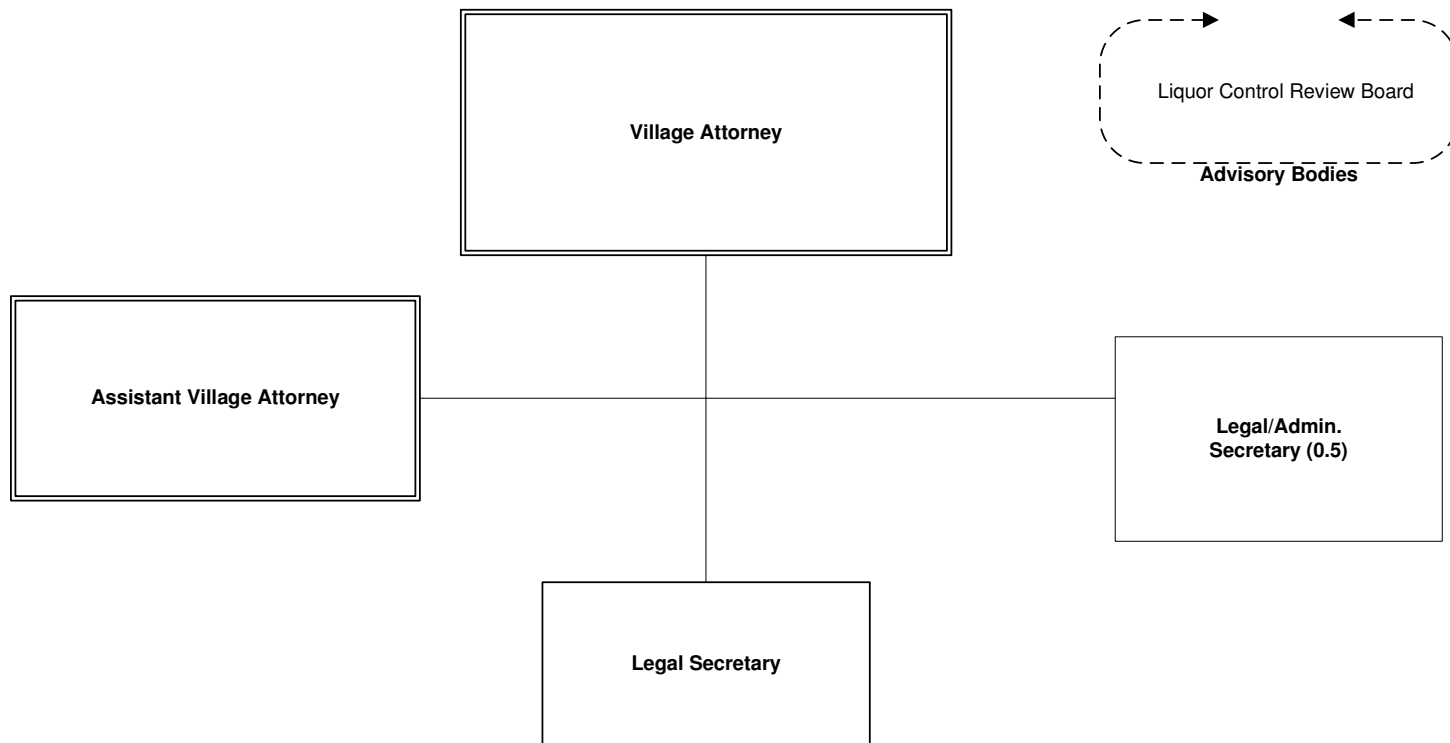 Village Attorney
Liquor Control Review Board
Advisory Bodies
Assistant Village Attorney
Legal/Admin.
Secretary (0.5)
Legal Secretary